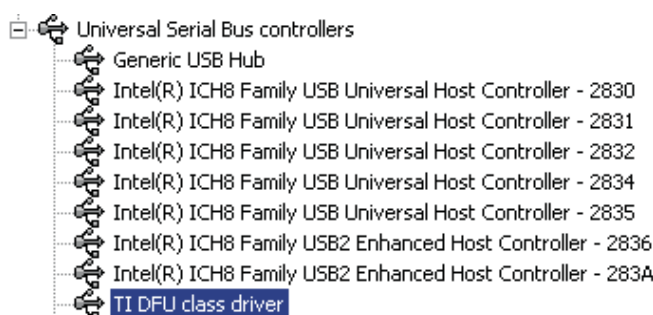 Universal Serial Bus controllers
Generic USB Hub
Intel(R) ICH8 Family USB Universal Host Controller - 2830
Intel(R) ICH8 Family USB Universal Host Controller - 2831
Intel(R) ICH8 Family USB Universal Host Controller - 2832
Intel(R) ICH8 Family USB Universal Host Controller - 2834
Intel(R) ICH8 Family USB Universal Host Controller - 2835
Intel(R) ICH8 Family USB2 Enhanced Host Controller - 2836
Intel(R) ICH8 Family USB2 Enhanced Host Controller - 283A
TI DFU class driver